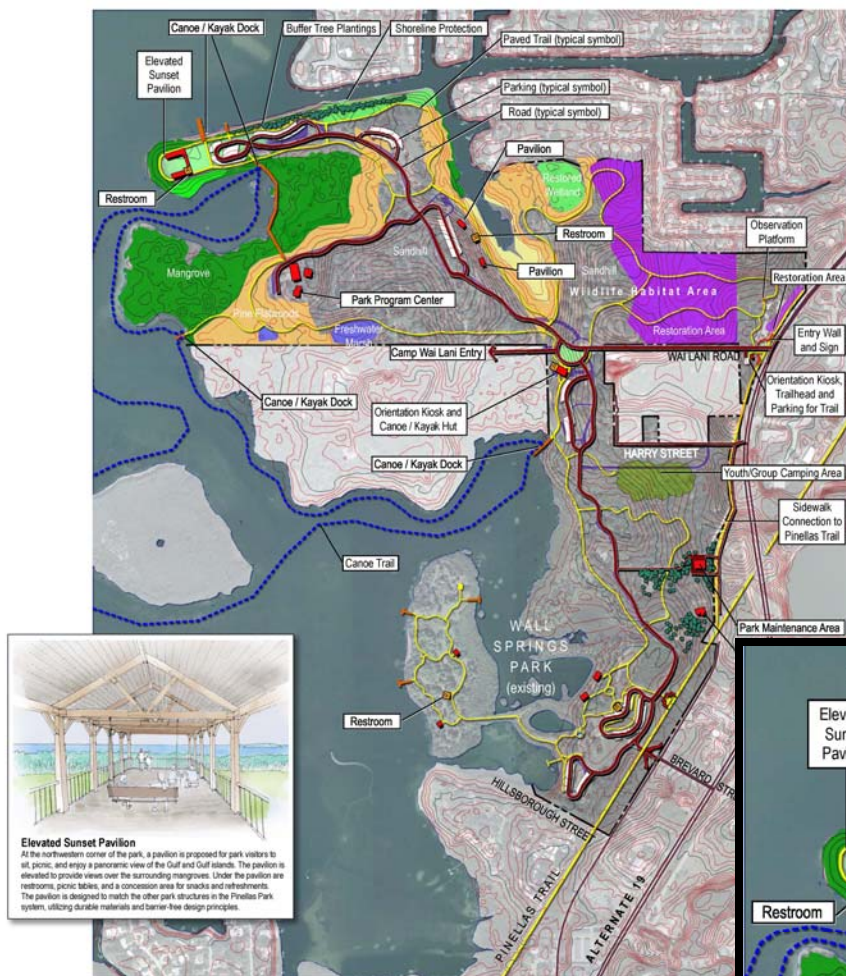 Canoe / Kayak Dock
Buffer Tree Plantings
Shoreline Protection
Paved Trail (typical symbol)
Elevated
Sunset
Pavilion
Parking (typical symbol)
Road (typical symbol)
Pavilion
Restroom
Restored
Wetland
Restroom
Observation
Platform
Sandhill
Sandhill
Mangrove
Pavilion
Wildlife Habitat Area
Restoration Area
Park Program Center
Pine Flatwoods
Freshwater
Marsh
Restoration Area
Entry Wall
and Sign
Camp Wai Lani Entry
WAI LANI ROAD
Canoe / Kayak Dock
Orientation Kiosk and
Canoe / Kayak Hut
Orientation Kiosk,
Trailhead and
Parking for Trail
Canoe / Kayak Dock
HARRY STREET
Youth/Group Camping Area
Sidewalk
Connection to
Pinellas Trail
Canoe Trail
Park Maintenance Area
WALL
SPRINGS
PARK
(existing)
Restroom
BREVARD
HILLSBOROUGH STREET
PINELLAS TRAIL
ALTERNATE 19
Elevated Sunset Pavilion
At the northwestern corner of the park, a pavilion is proposed for park visitors to
sit, picnic, and enjoy a panoramic view of the Gulf and Gulf islands. The pavilion is
elevated to provide views over the surrounding mangroves. Under the pavilion are
restrooms, picnic tables, and a concession area for snacks and refreshments.
The pavilion is designed to match the other park structures in the Pinellas Park
system, utilizing durable materials and barrier-free design principles.
Restroom